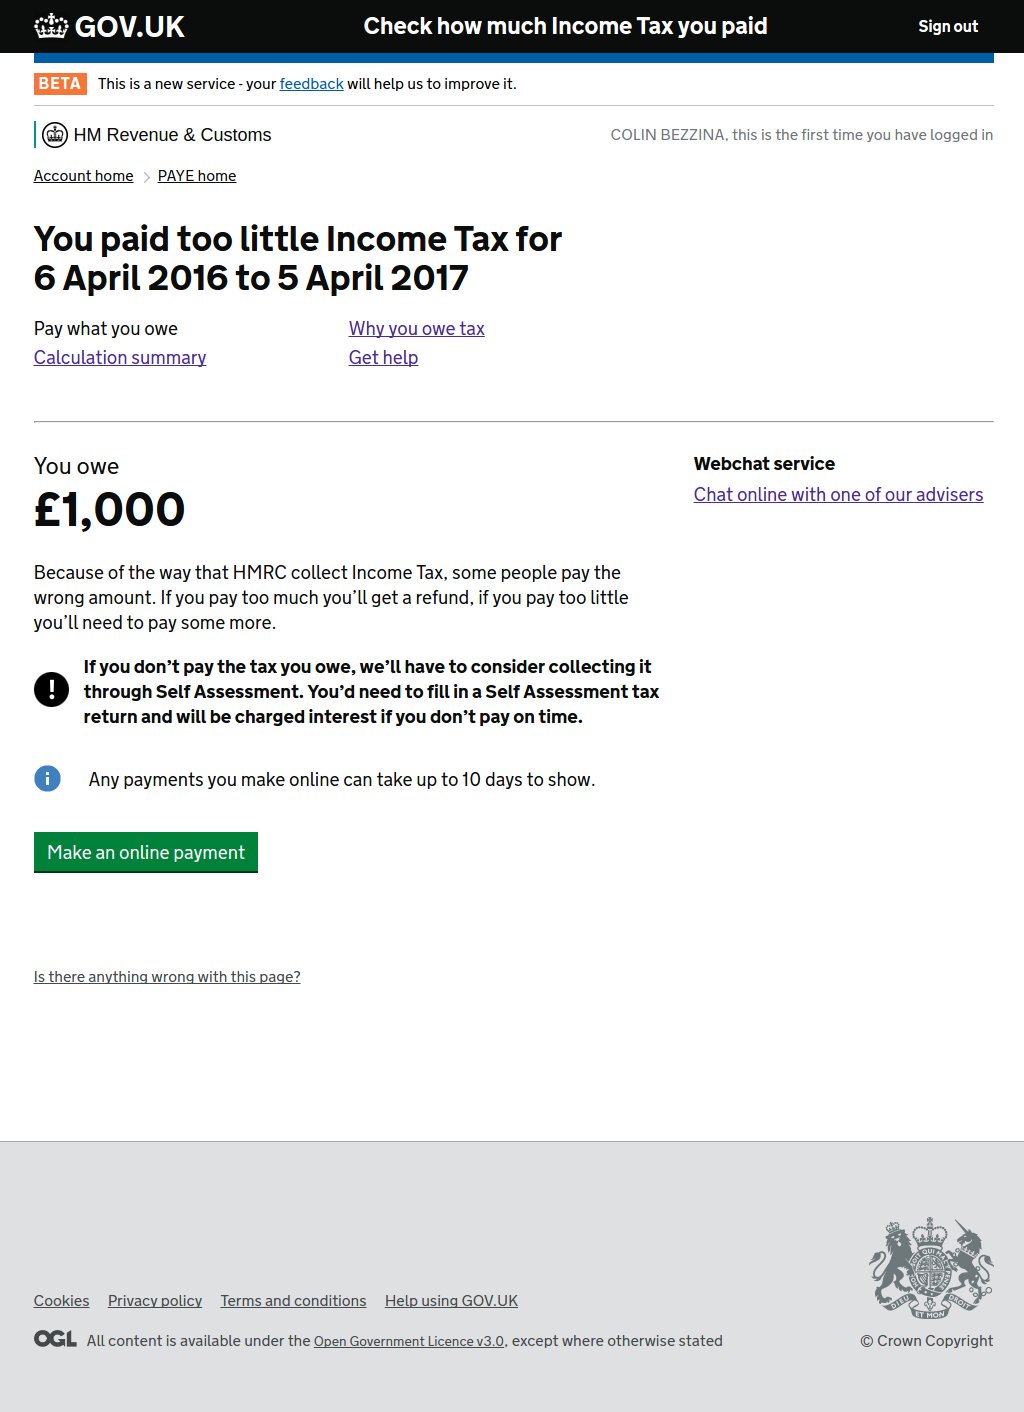 GOV.UK
Check how much Income Tax you paid
Sign out
BETA This is a new service - your feedback will help us to improve it.
HM Revenue & Customs
COLIN BEZZINA, this is the first time you have logged in
Account home
PAYE home
You paid too little Income Tax for
6 April 2016 to 5 April 2017
Pay what you owe
Why you owe tax
Calculation summary
Get help
You owe
£1,000
Webchat service
Chat online with one of our advisers
Because of the way that HMRC collect Income Tax, some people pay the
wrong amount. If you pay too much you’ll get a refund, if you pay too little
you’ll need to pay some more.
If you don’t pay the tax you owe, we’ll have to consider collecting it
through Self Assessment. You’d need to fill in a Self Assessment tax
return and will be charged interest if you don’t pay on time.
Any payments you make online can take up to 10 days to show.
Make an online payment
Is there anything wrong with this page?
Cookies
Privacy policy
Terms and conditions
Help using GOV.UK
DIEU ET MON DROIT
OGL All content is available under the Open Government Licence v3.0, except where otherwise stated
© Crown Copyright